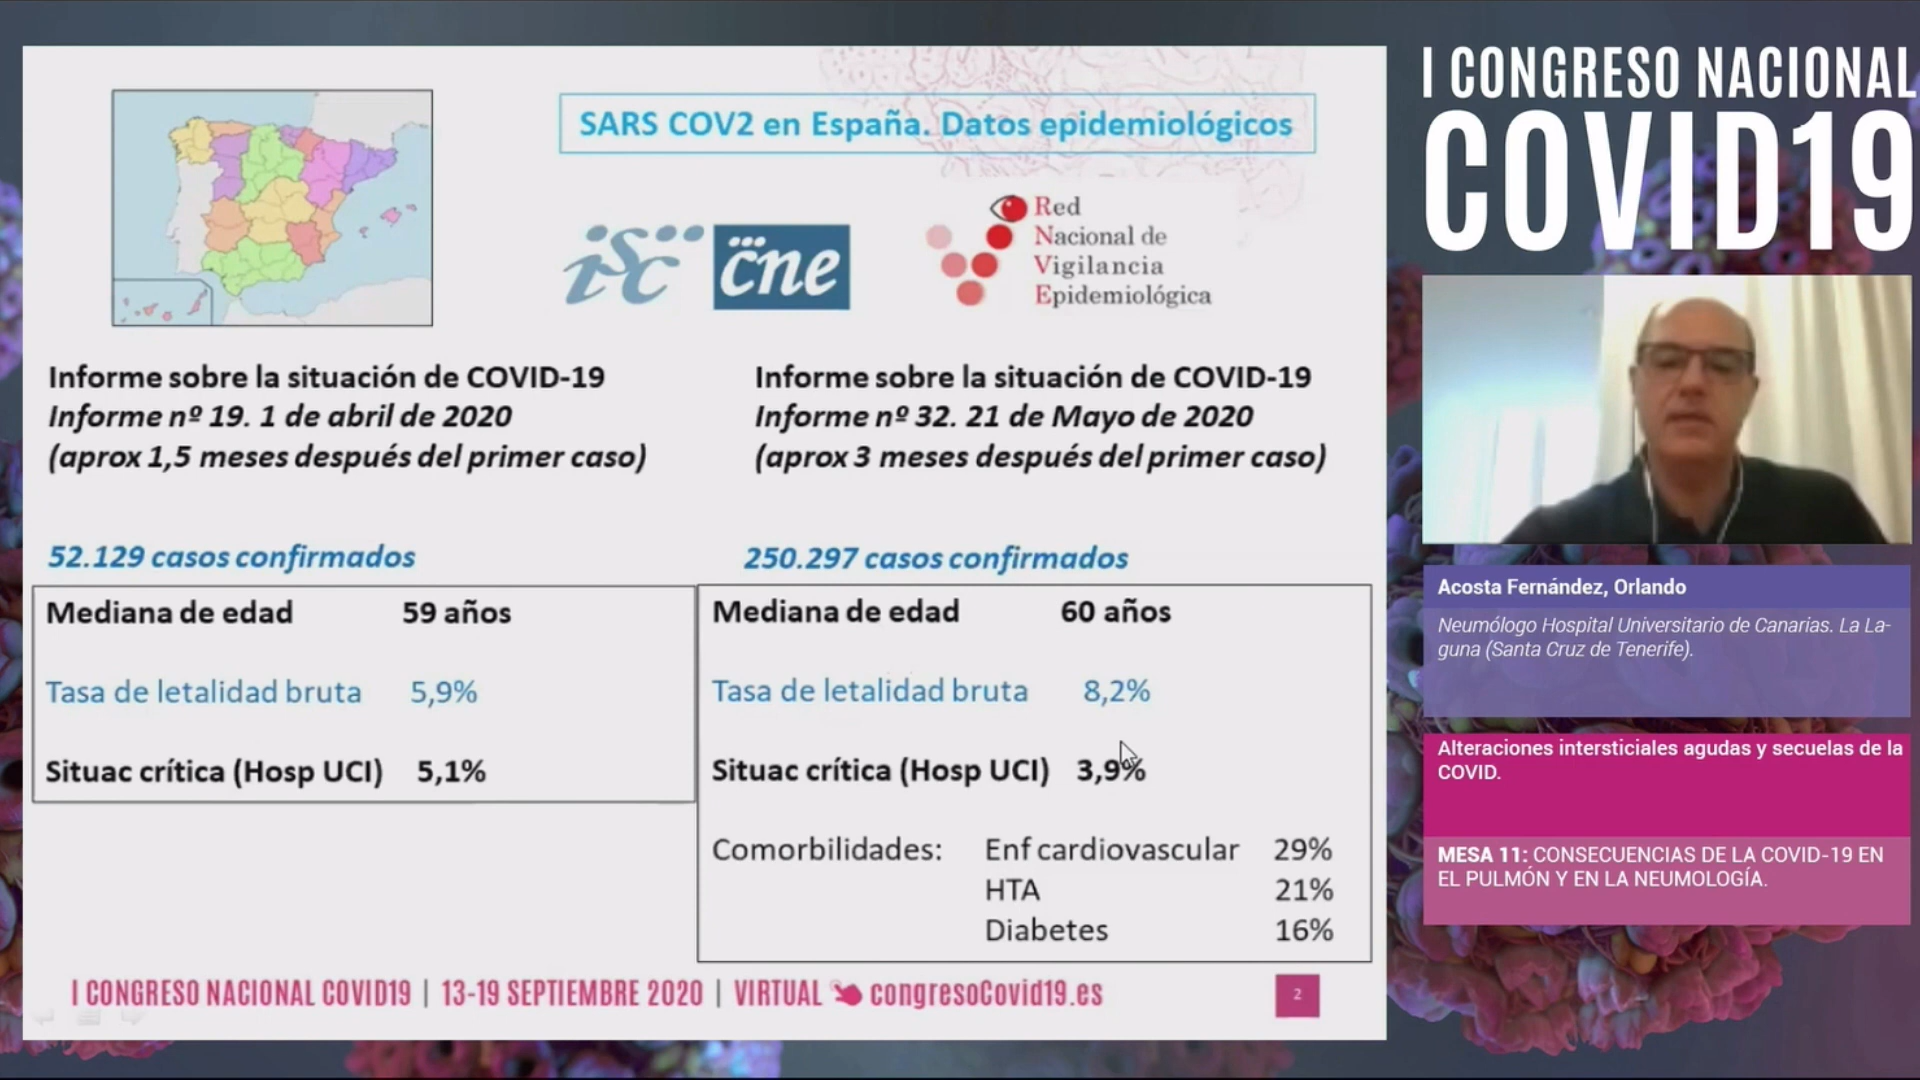 SARS COV2 en España. Datos epidemiológicos
isc iii cne
Red
Nacional de
Vigilancia
Epidemiológica
Informe sobre la situación de COVID-19
Informe nº 19. 1 de abril de 2020
(aprox 1,5 meses después del primer caso)
52.129 casos confirmados
Mediana de edad 59 años
Tasa de letalidad bruta 5,9%
Situac crítica (Hosp UCI) 5,1%
Informe sobre la situación de COVID-19
Informe nº 32. 21 de Mayo de 2020
(aprox 3 meses después del primer caso)
250.297 casos confirmados
Mediana de edad 60 años
Tasa de letalidad bruta 8,2%
Situac crítica (Hosp UCI) 3,9%
Comorbilidades: Enf cardiovascular 29%
HTA 21%
Diabetes 16%
I CONGRESO NACIONAL COVID19 | 13-19 SEPTIEMBRE 2020 | VIRTUAL congresoCovid19.es
2
I CONGRESO NACIONAL
COVID19
Acosta Fernández, Orlando
Neumólogo Hospital Universitario de Canarias. La La-
guna (Santa Cruz de Tenerife).
Alteraciones intersticiales agudas y secuelas de la
COVID.
MESA 11: CONSECUENCIAS DE LA COVID-19 EN
EL PULMÓN Y EN LA NEUMOLOGÍA.